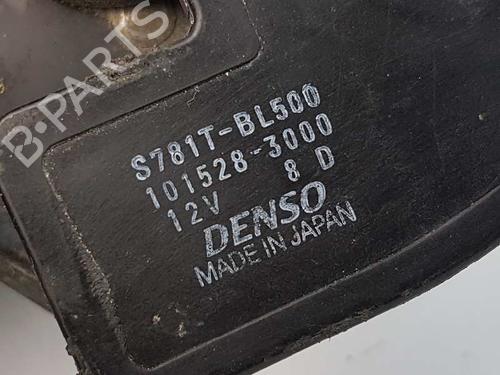 S781T-BL500
101528-3000
12V 8 D
DENSO
MADE IN JAPAN
B-PARTS